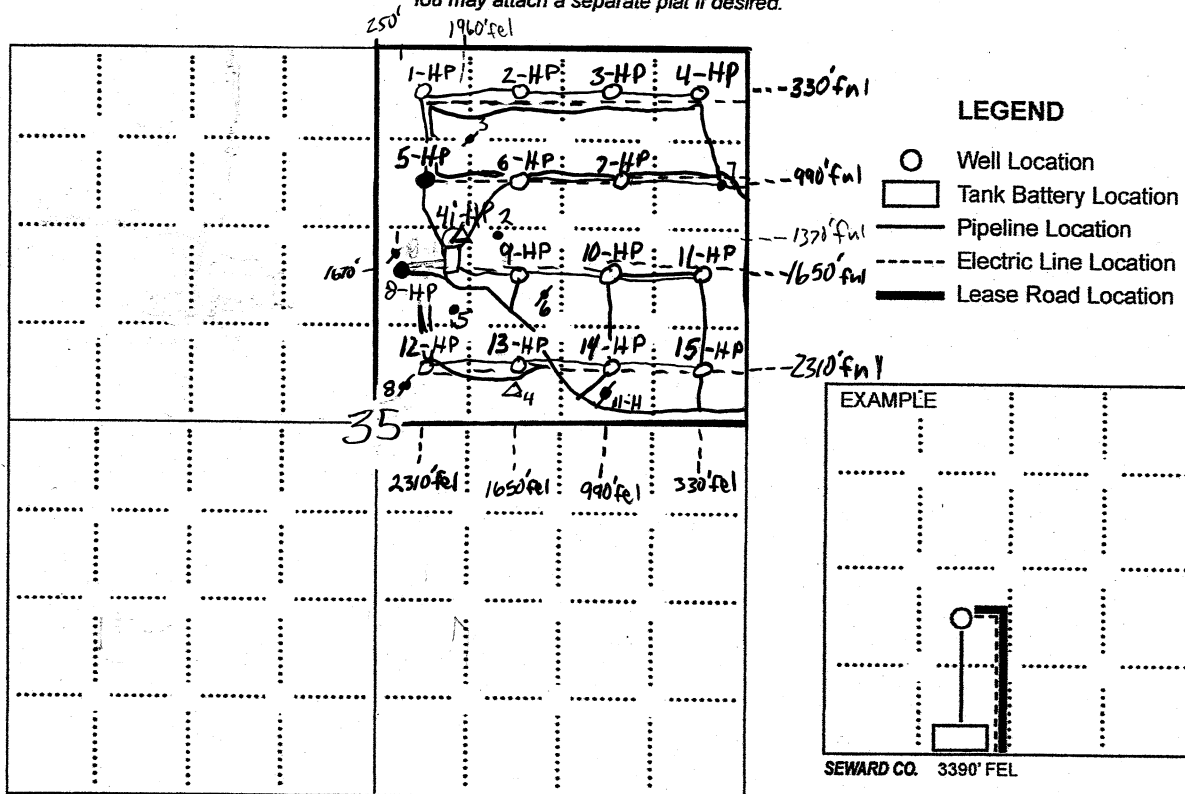 You may attach a separate plat if desired.
250'
1960'fel
1-HP 2-HP 3-HP 4-HP
330'fnl
3
5-HP 6-HP 7-HP 7
990'fnl
4i-HP 2
1370'fnl
1
9-HP 10-HP 11-HP
1650'fnl
8-HP
6
5
12-HP 13-HP 14-HP 15-HP
2310'fnl
8
4
11-H
35
2310'fel 1650'fel 990'fel 330'fel
LEGEND
Well Location
Tank Battery Location
Pipeline Location
Electric Line Location
Lease Road Location
EXAMPLE
SEWARD CO. 3390' FEL